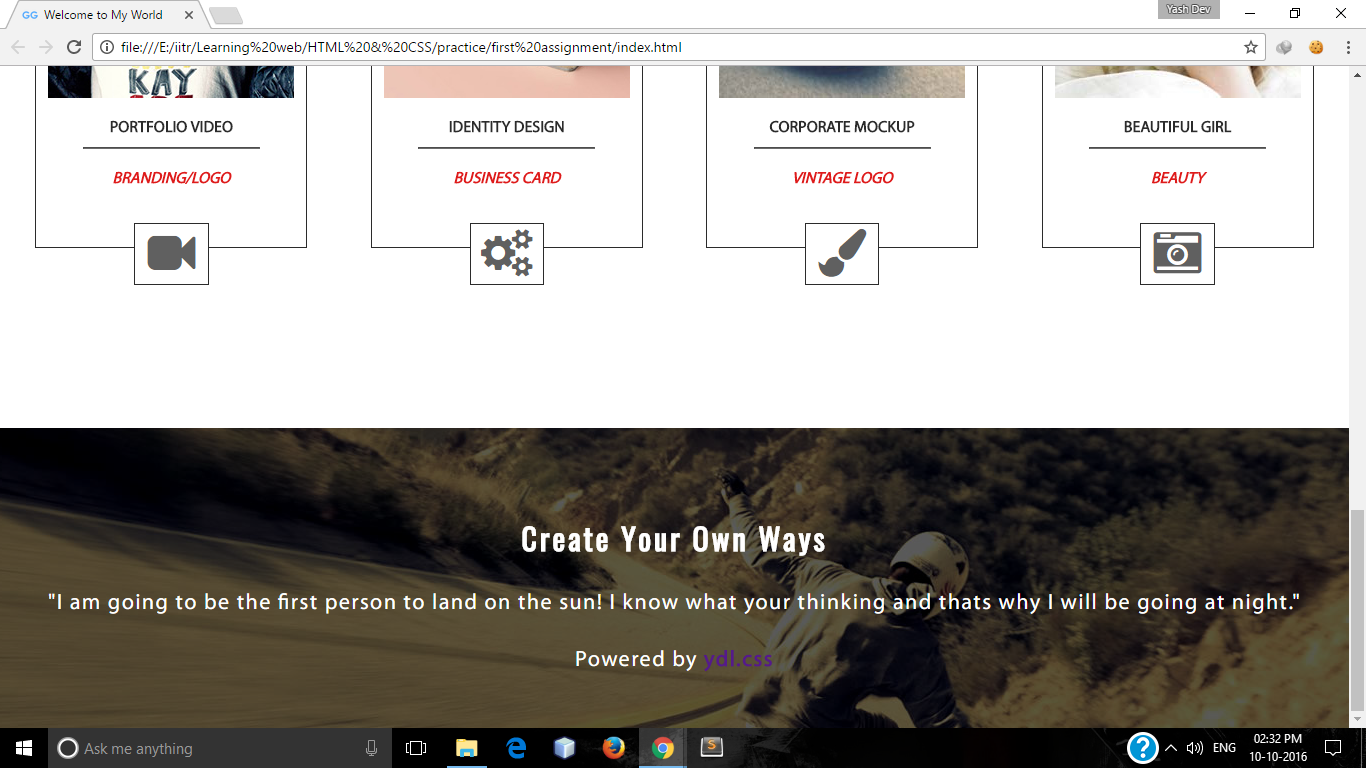 GG Welcome to My World
Yash Dev
file:///E:/iitr/Learning%20web/HTML%20&%20CSS/practice/first%20assignment/index.html
KAY
PORTFOLIO VIDEO
IDENTITY DESIGN
CORPORATE MOCKUP
BEAUTIFUL GIRL
BRANDING/LOGO
BUSINESS CARD
VINTAGE LOGO
BEAUTY
Create Your Own Ways
"I am going to be the first person to land on the sun! I know what your thinking and thats why I will be going at night."
Powered by ydl.css
Ask me anything
S
?
ENG
02:32 PM
10-10-2016